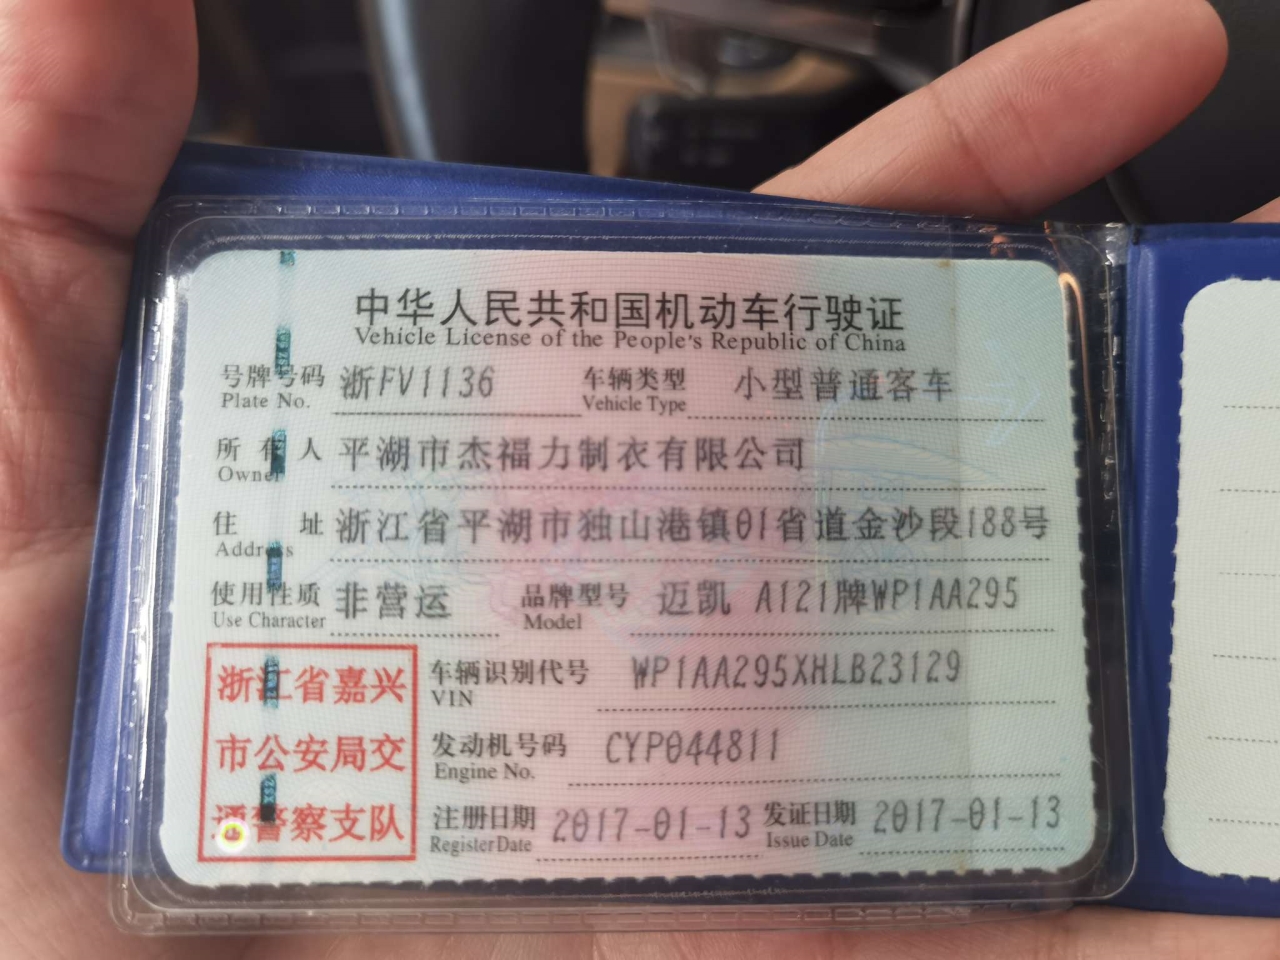 中华人民共和国机动车行驶证
Vehicle License of the People's Republic of China
号牌号码 浙FV1136 车辆类型 小型普通客车
Plate No. Vehicle Type
所有人 平湖市杰福力制衣有限公司
Owner
住址 浙江省平湖市独山港镇01省道金沙段188号
Address
使用性质 非营运 品牌型号 迈凯 A121牌WP1AA295
Use Character Model
浙江省嘉兴
市公安局交
通警察支队
车辆识别代号 WP1AA295XHLB23129
VIN
发动机号码 CYP044811
Engine No.
注册日期 2017-01-13 发证日期 2017-01-13
Register Date Issue Date